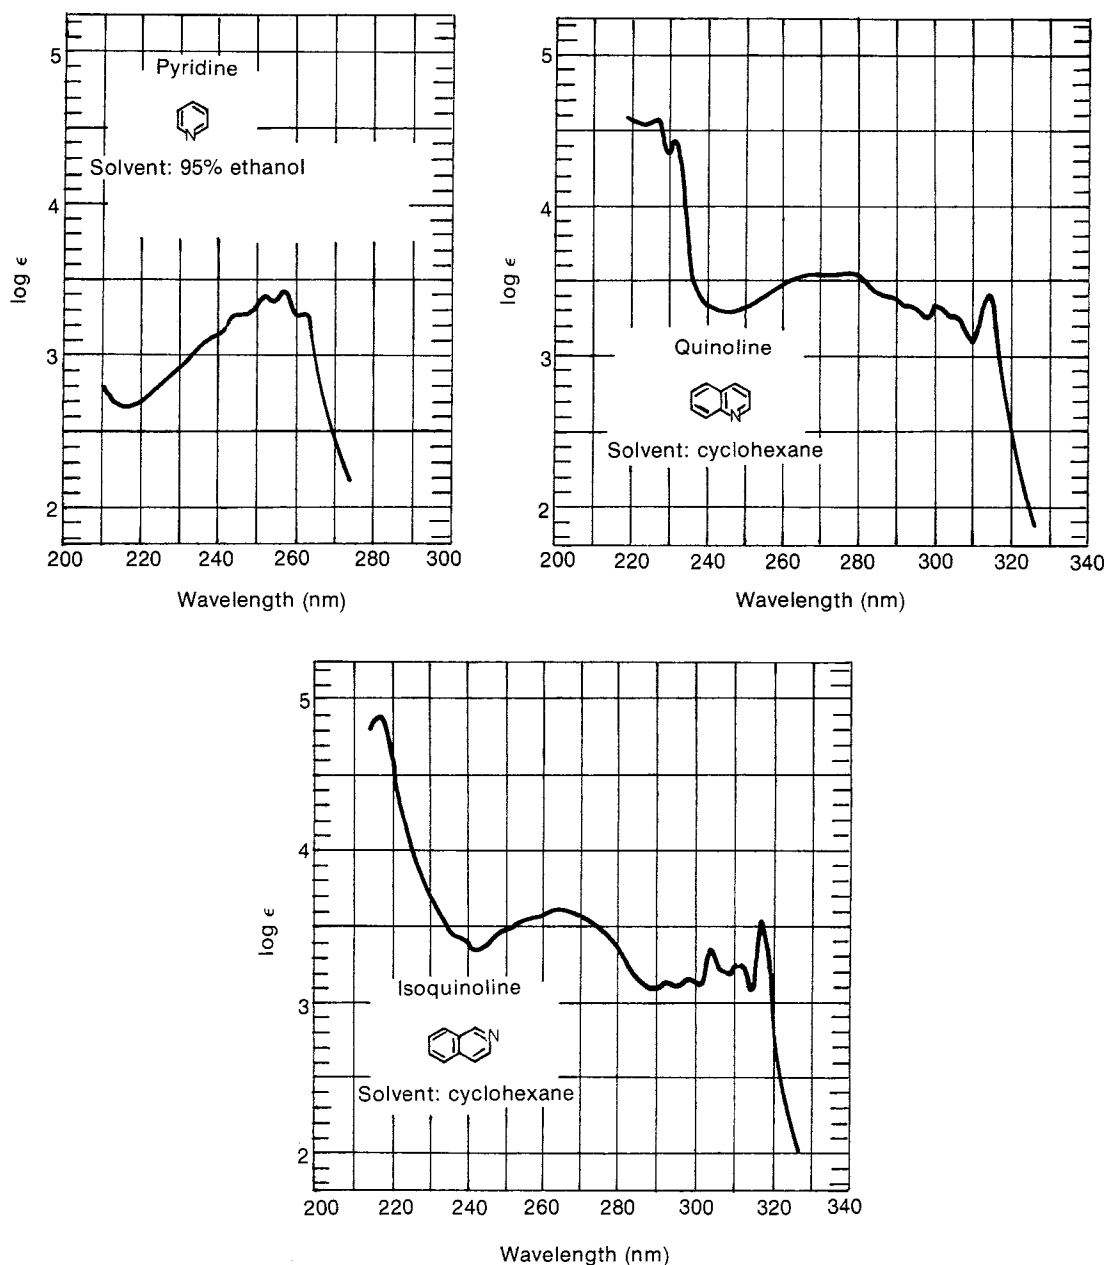 5
Pyridine
N
Solvent: 95% ethanol
4
log ϵ
3
2
200 220 240 260 280 300
Wavelength (nm)
5
4
log ϵ
Quinoline
3
N
Solvent: cyclohexane
2
200 220 240 260 280 300 320 340
Wavelength (nm)
5
4
log ϵ
Isoquinoline
3
N
Solvent: cyclohexane
2
200 220 240 260 280 300 320 340
Wavelength (nm)